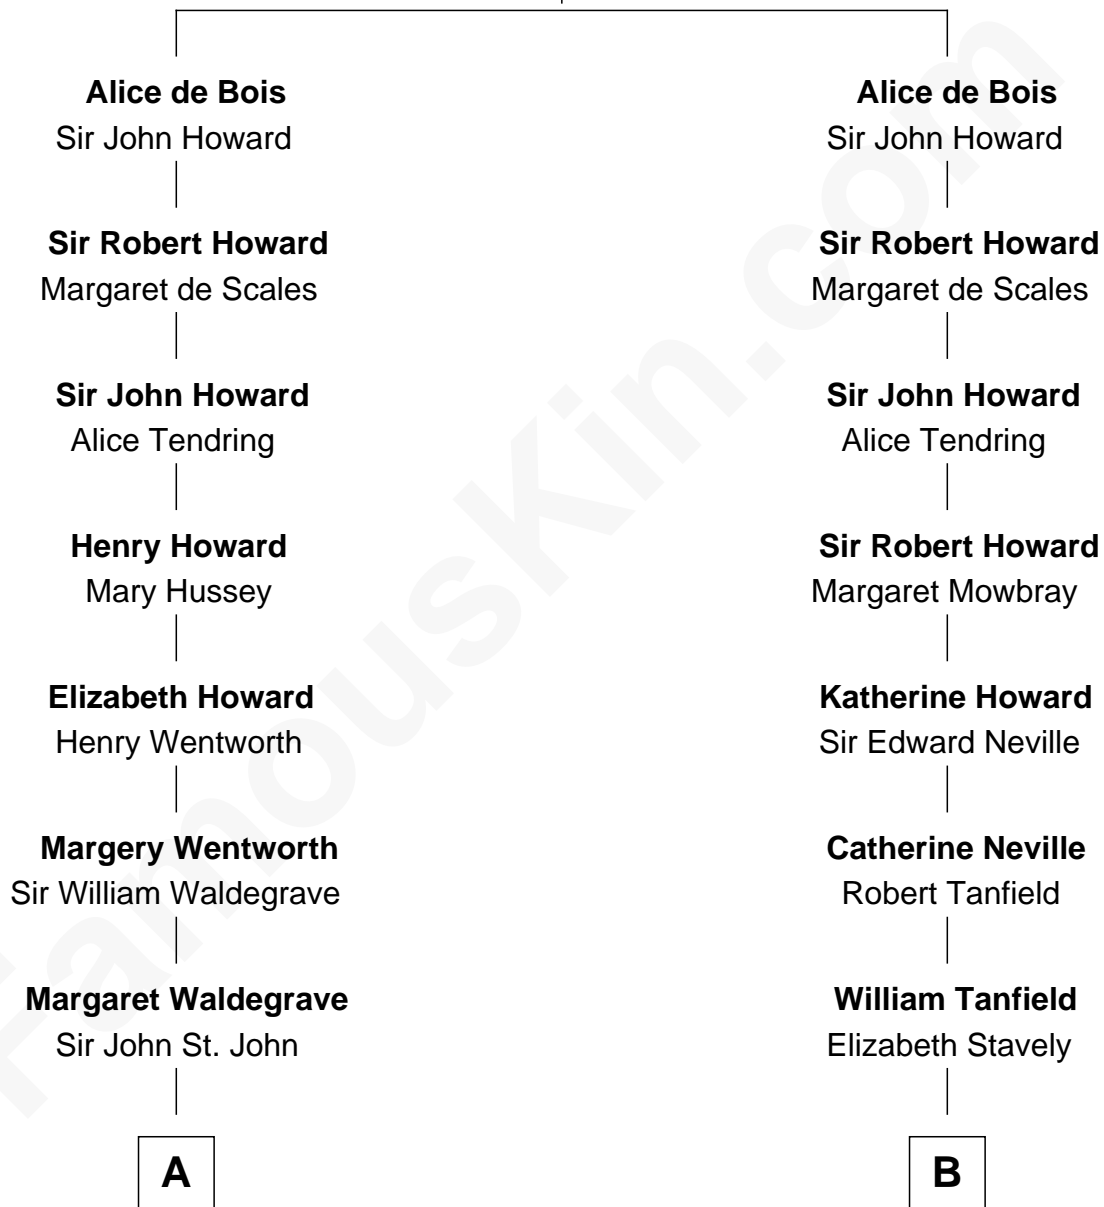 Alice de Bois
Sir John Howard
Sir Robert Howard
Margaret de Scales
Sir John Howard
Alice Tendring
Henry Howard
Mary Hussey
Elizabeth Howard
Henry Wentworth
Margery Wentworth
Sir William Waldegrave
Margaret Waldegrave
Sir John St. John
A
Alice de Bois
Sir John Howard
Sir Robert Howard
Margaret de Scales
Sir John Howard
Alice Tendring
Sir Robert Howard
Margaret Mowbray
Katherine Howard
Sir Edward Neville
Catherine Neville
Robert Tanfield
William Tanfield
Elizabeth Stavely
B
FamousKin.com